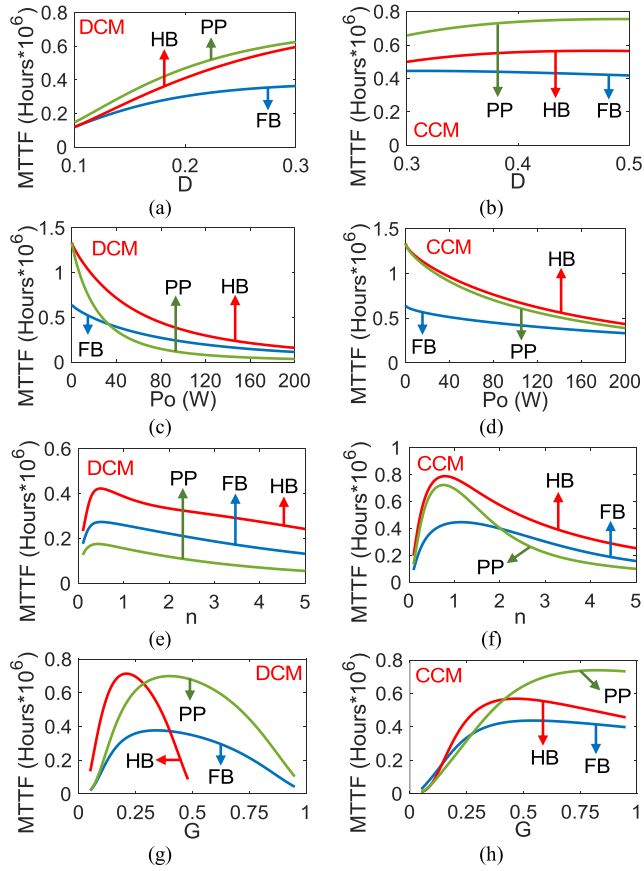 MTTF (Hours*10^6)
0.8
0.6
0.4
0.2
0
DCM
HB
PP
FB
0.1
0.2
0.3
D
(a)
MTTF (Hours*10^6)
0.8
0.6
0.4
0.2
0
CCM
PP
HB
FB
0.3
0.4
0.5
D
(b)
MTTF (Hours*10^6)
1.5
1
0.5
0
DCM
PP
HB
FB
0
40
80
120
160
200
Po (W)
(c)
MTTF (Hours*10^6)
1.5
1
0.5
0
CCM
HB
FB
PP
0
40
80
120
160
200
Po (W)
(d)
MTTF (Hours*10^6)
0.6
0.4
0.2
0
DCM
PP
FB
HB
0
1
2
3
4
5
n
(e)
MTTF (Hours*10^6)
1
0.8
0.6
0.4
0.2
0
CCM
HB
FB
PP
0
1
2
3
4
5
n
(f)
MTTF (Hours*10^6)
0.8
0.6
0.4
0.2
0
DCM
PP
HB
FB
0
0.25
0.5
0.75
1
G
(g)
MTTF (Hours*10^6)
0.8
0.6
0.4
0.2
0
CCM
PP
HB
FB
0
0.25
0.5
0.75
1
G
(h)